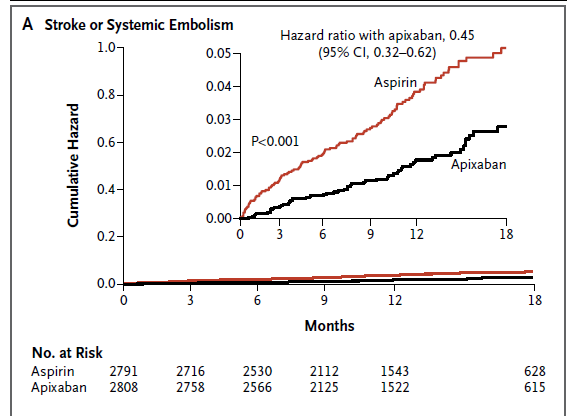 A Stroke or Systemic Embolism
Hazard ratio with apixaban, 0.45
(95% CI, 0.32–0.62)
Cumulative Hazard
1.0
0.8
0.6
0.4
0.2
0.0
0.05
0.04
0.03
0.02
0.01
0.00
Aspirin
P<0.001
Apixaban
0 3 6 9 12 18
0 3 6 9 12 18
Months
No. at Risk
Aspirin 2791 2716 2530 2112 1543 628
Apixaban 2808 2758 2566 2125 1522 615